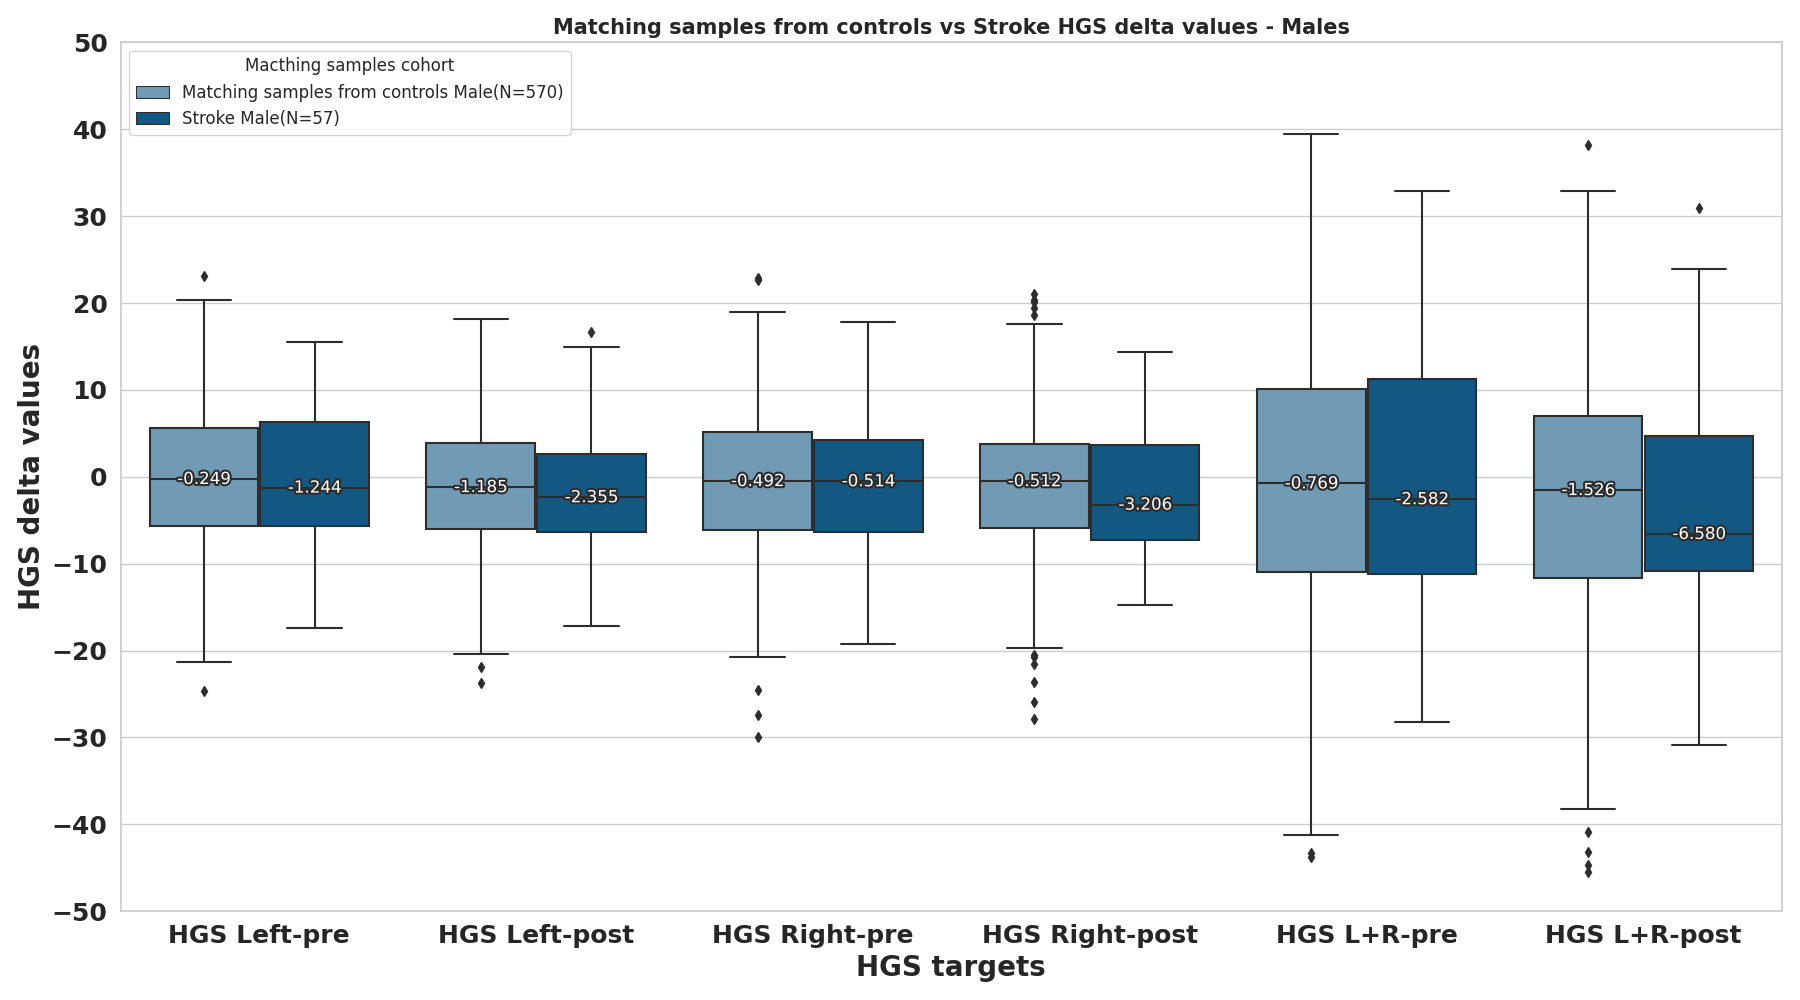 Matching samples from controls vs Stroke HGS delta values - Males
Macthing samples cohort
Matching samples from controls Male(N=570)
Stroke Male(N=57)
HGS delta values
50
40
30
20
10
0
−10
−20
−30
−40
−50
-0.249
-1.244
-1.185
-2.355
-0.492
-0.514
-0.512
-3.206
-0.769
-2.582
-1.526
-6.580
HGS Left-pre
HGS Left-post
HGS Right-pre
HGS Right-post
HGS L+R-pre
HGS L+R-post
HGS targets